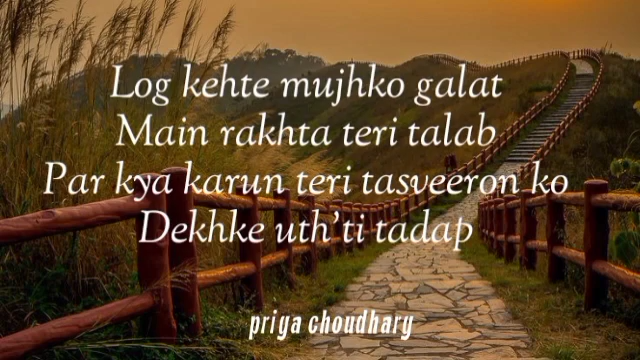 Log kehte mujhko galat
Main rakhta teri talab
Par kya karun teri tasveeron ko
Dekhke uth'ti tadap
priya choudhary